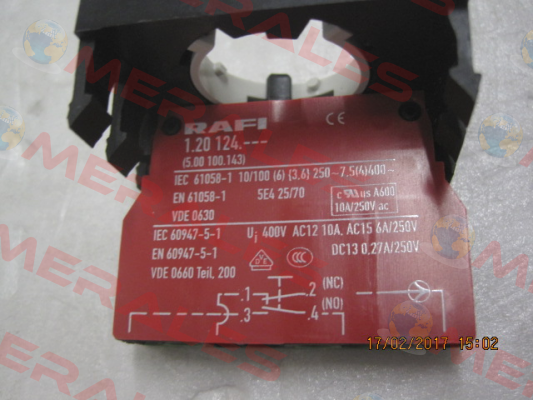 MERALES
RAFI
CE
1.20 124.---
(5.00 100.143)
IEC 61058-1 10/100 (6) {3,6} 250~7,5(4)400~
EN 61058-1 5E4 25/70
c us A600
VDE 0630
10A/250V ac
IEC 60947-5-1 Ui 400V AC12 10A, AC15 6A/250V
EN 60947-5-1 DC13 0,27A/250V
VDE 0660 Teil, 200
.1 .2 (NC)
.3 .4 (NO)
17/02/2017 15:02